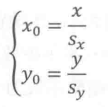 x₀ = x/sₓ
y₀ = y/s_y